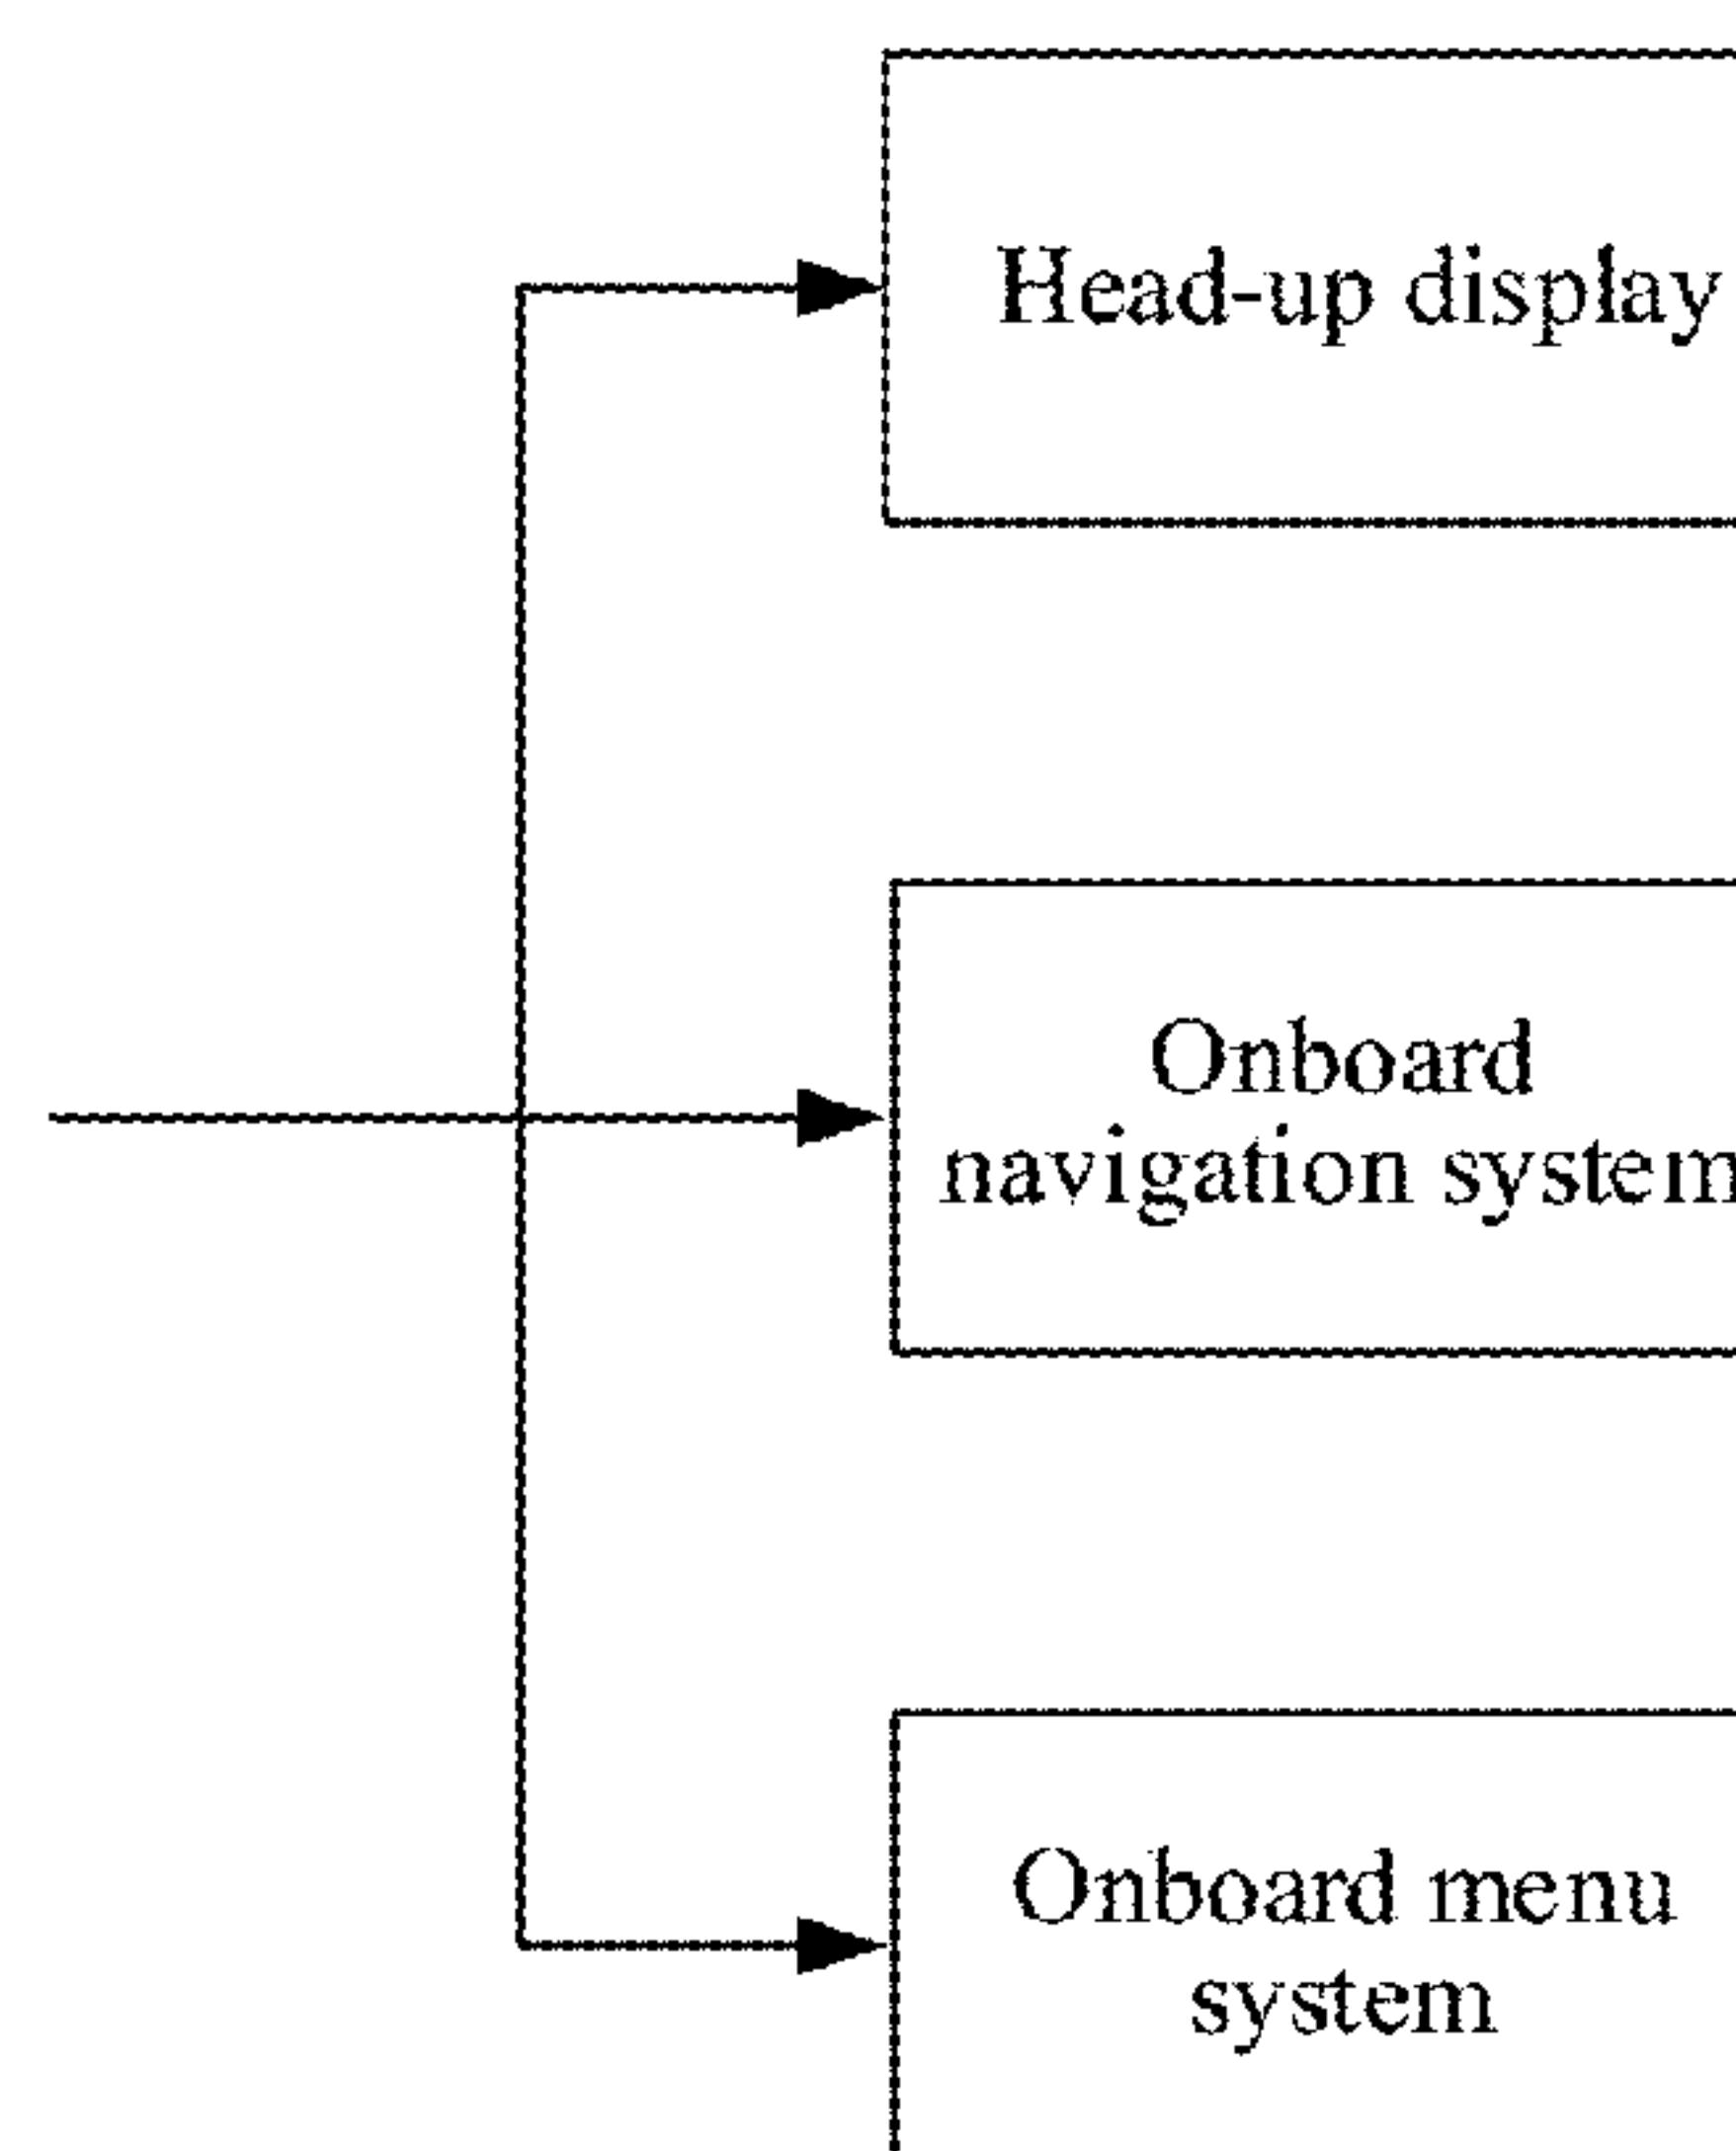 Head-up display
Onboard
navigation system
Onboard menu
system